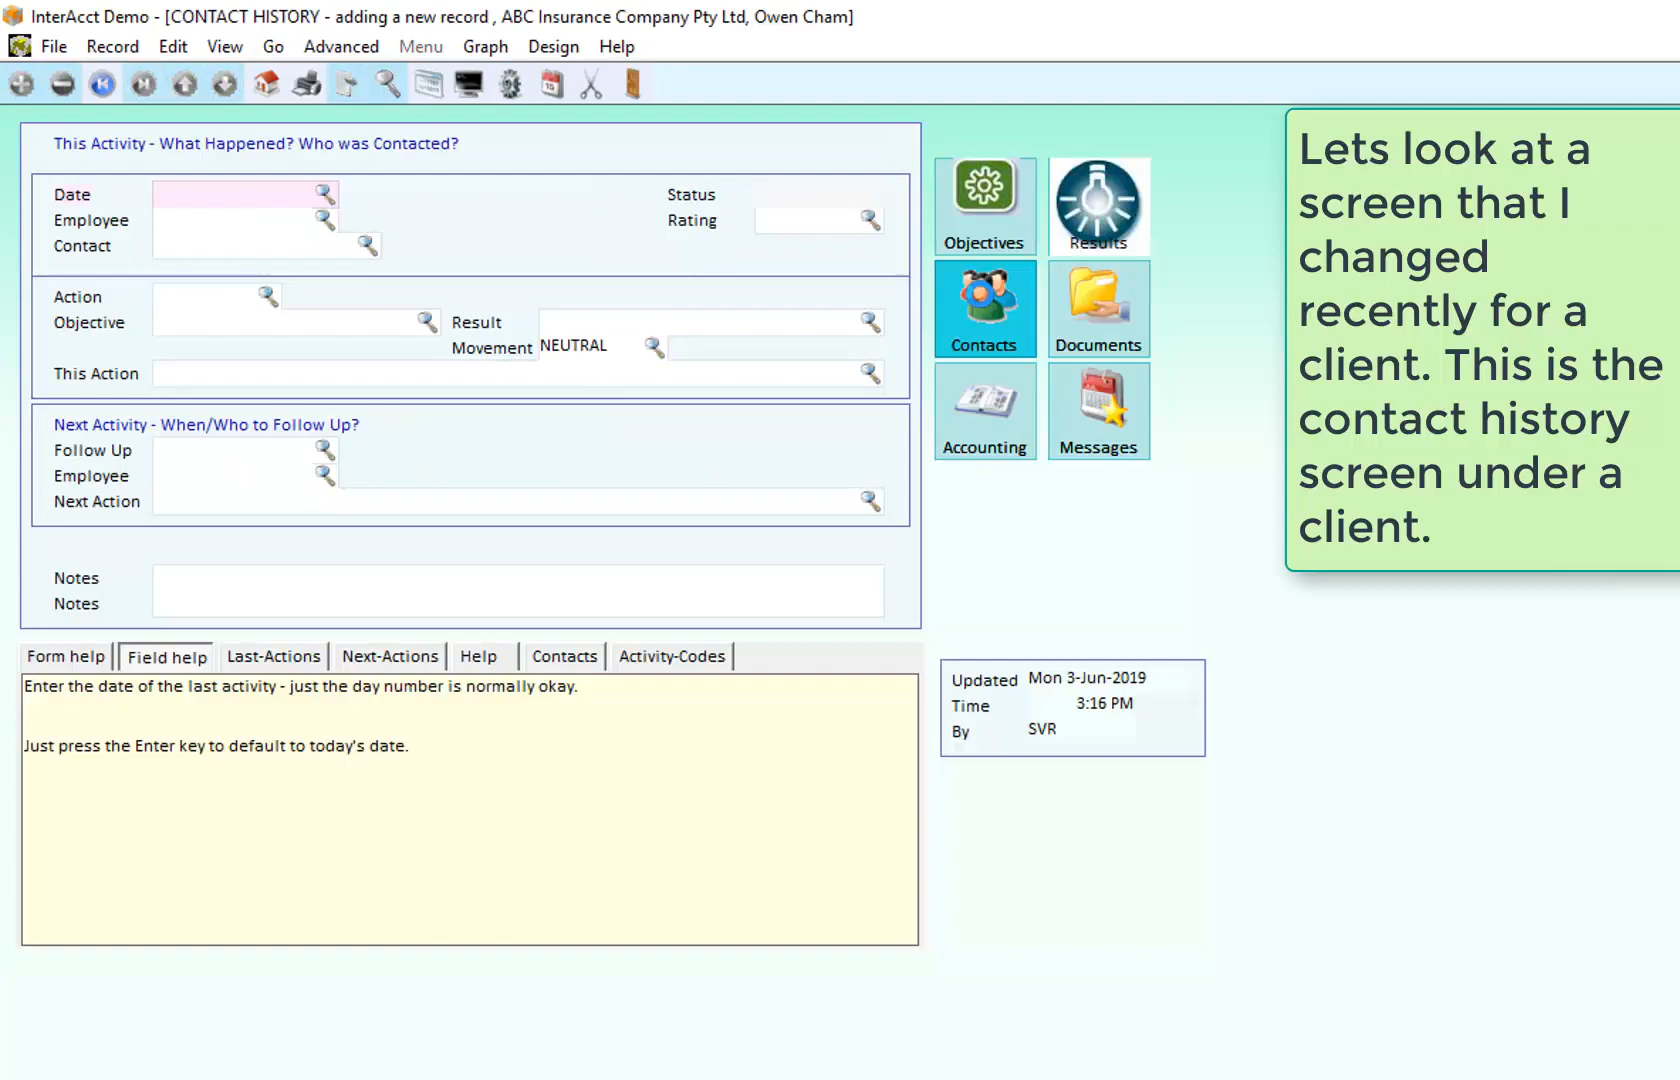 InterAcct Demo - [CONTACT HISTORY - adding a new record , ABC Insurance Company Pty Ltd, Owen Cham]
File Record Edit View Go Advanced Menu Graph Design Help
This Activity - What Happened? Who was Contacted?
Date
Status
Employee
Rating
Contact
Action
Objective
Result
Movement NEUTRAL
This Action
Next Activity - When/Who to Follow Up?
Follow Up
Employee
Next Action
Notes
Notes
Objectives
Results
Contacts
Documents
Accounting
Messages
Lets look at a
screen that I
changed
recently for a
client. This is the
contact history
screen under a
client.
Form help Field help Last-Actions Next-Actions Help Contacts Activity-Codes
Enter the date of the last activity - just the day number is normally okay.
Just press the Enter key to default to today's date.
Updated Mon 3-Jun-2019
Time 3:16 PM
By SVR